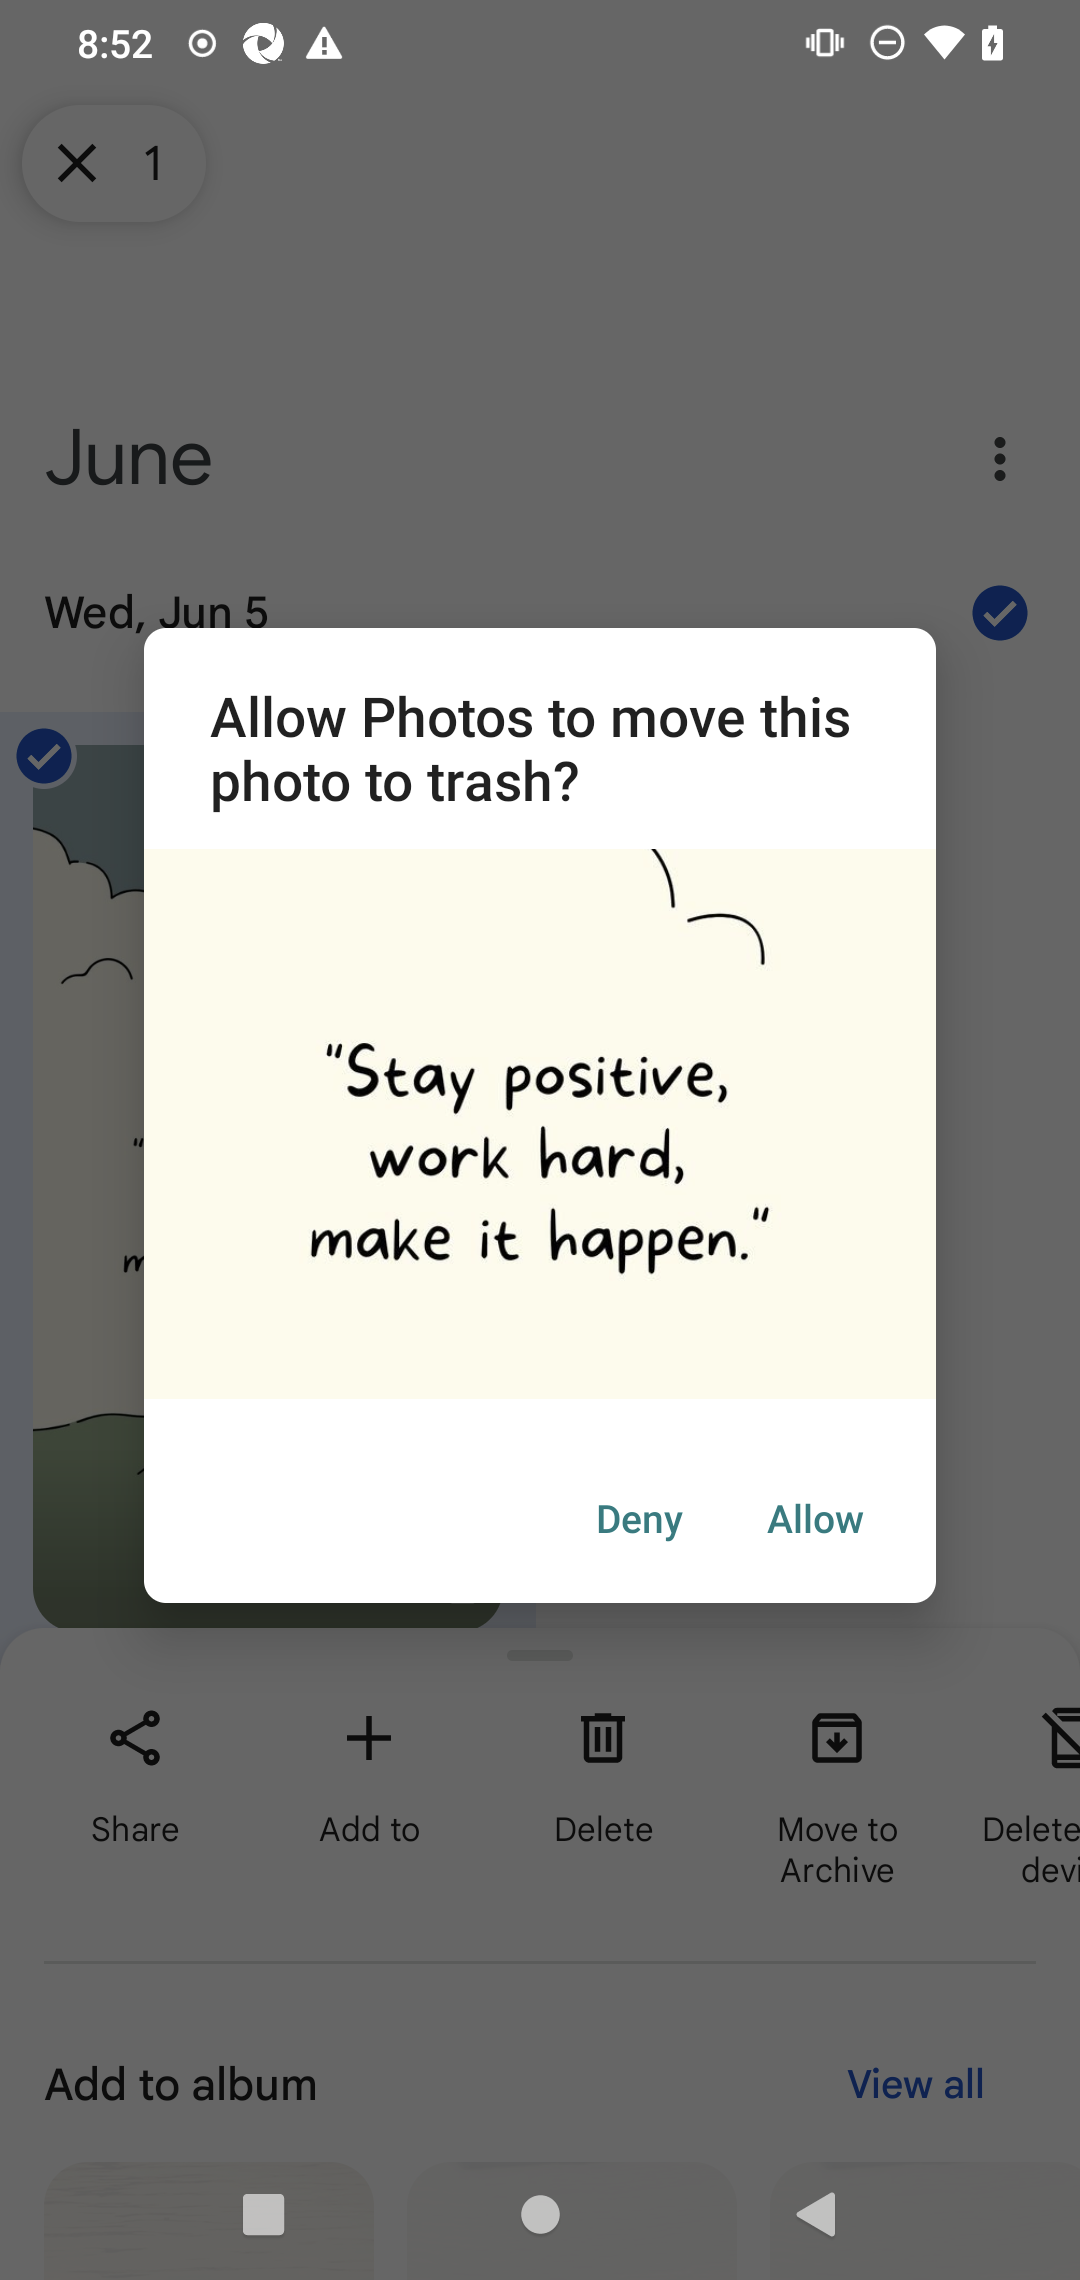 8:52
1
June
Wed, Jun 5
Allow Photos to move this
photo to trash?
"Stay positive,
work hard,
make it happen."
Deny Allow
Share
Add to
Delete
Move to
Archive
Delete
Add to album
View all